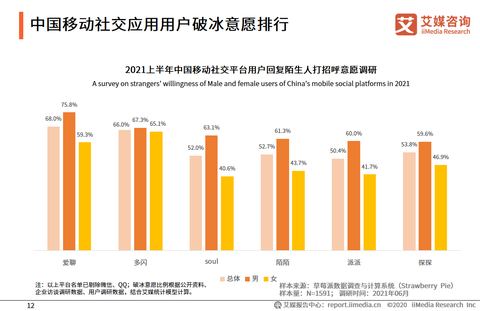 中国移动社交应用用户破冰意愿排行
艾媒咨询
iiMedia Research
2021上半年中国移动社交平台用户回复陌生人打招呼意愿调研
A survey on strangers' willingness of Male and female users of China's mobile social platforms in 2021
68.0% 75.8% 59.3% 66.0% 67.3% 65.1% 52.0% 63.1% 40.6% 52.7% 61.3% 43.7% 50.4% 60.0% 41.7% 53.8% 59.6% 46.9%
爱聊 多闪 soul 陌陌 派派 探探
总体 男 女
注：以上平台名单已剔除微信、QQ；破冰意愿比例根据公开资料、
企业访谈调研数据、用户调研数据，结合艾媒统计模型计算。
样本来源：草莓派数据调查与计算系统（Strawberry Pie）
样本量：N=1591； 调研时间：2021年06月
12
艾媒报告中心：report.iimedia.cn ©2020 iiMedia Research Inc